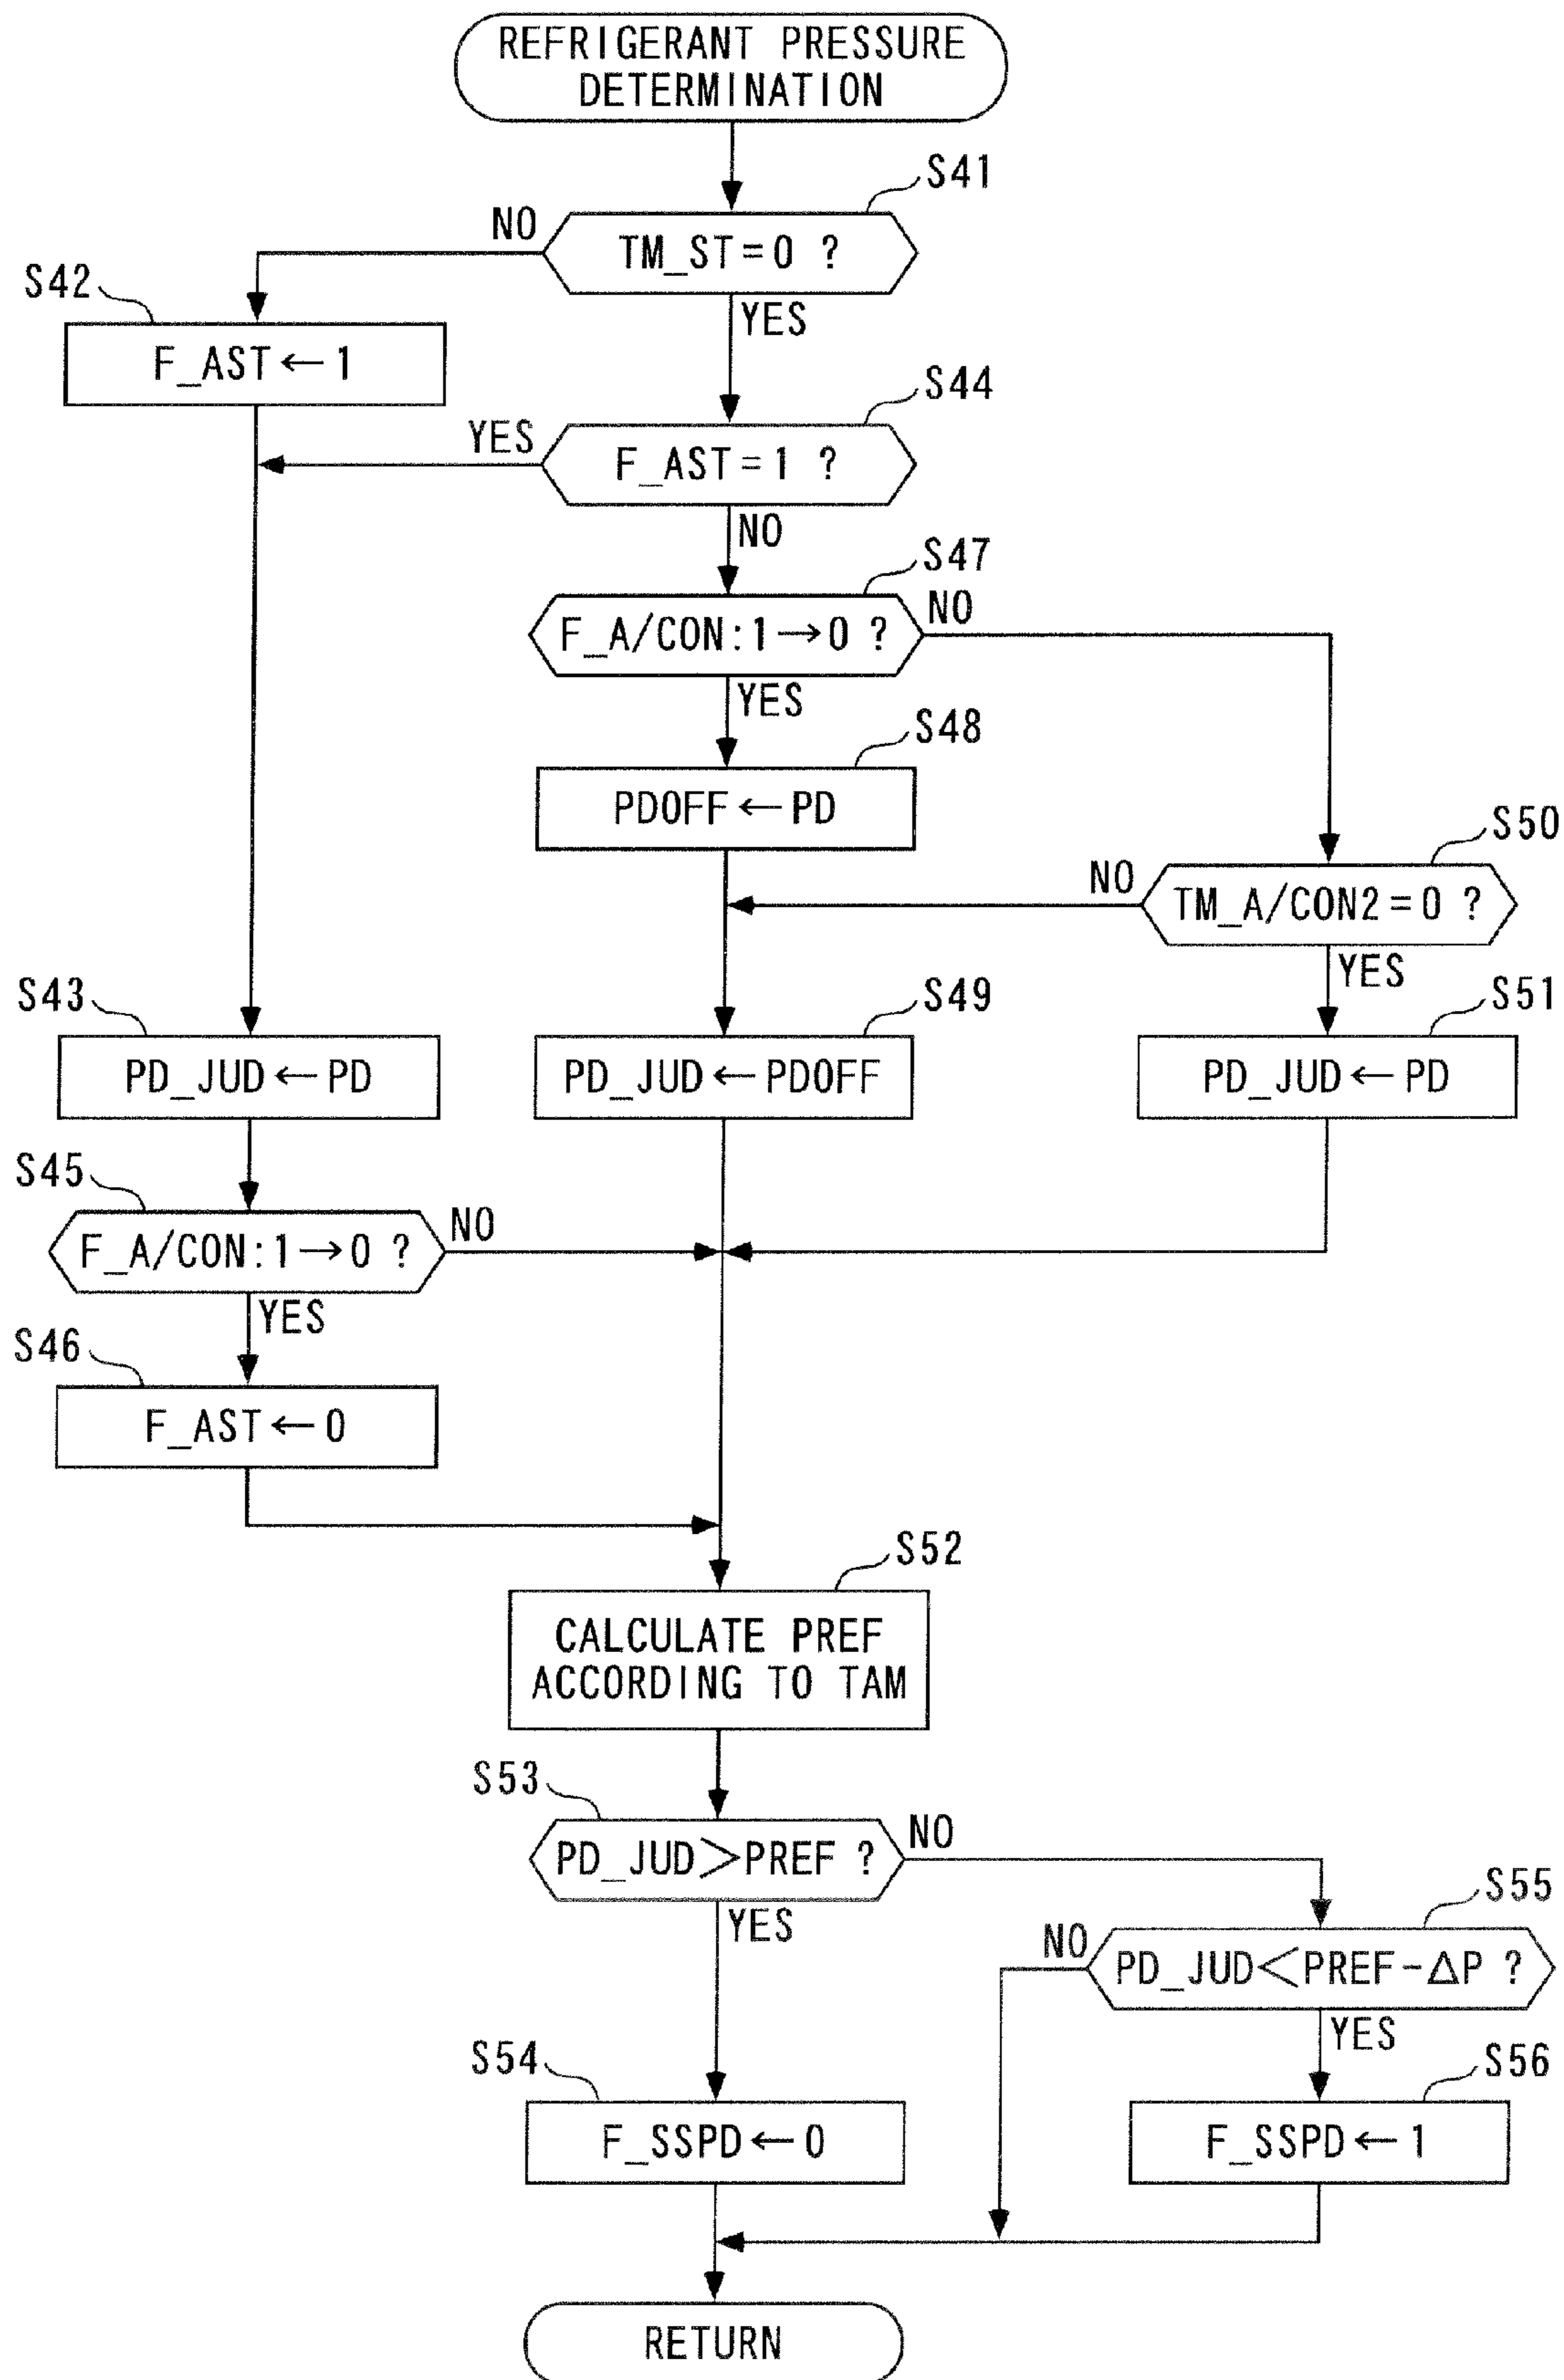 REFRIGERANT PRESSURE
DETERMINATION
S41
TM_ST=0 ?
NO
YES
S42
F_AST←1
S44
F_AST=1 ?
YES
NO
S47
F_A/CON:1→0 ?
NO
YES
S48
PDOFF←PD
S50
TM_A/CON2=0 ?
NO
YES
S43
PD_JUD←PD
S49
PD_JUD←PDOFF
S51
PD_JUD←PD
S45
F_A/CON:1→0 ?
NO
YES
S46
F_AST←0
S52
CALCULATE PREF
ACCORDING TO TAM
S53
PD_JUD>PREF ?
NO
YES
S55
PD_JUD<PREF-ΔP ?
NO
YES
S54
F_SSPD←0
S56
F_SSPD←1
RETURN